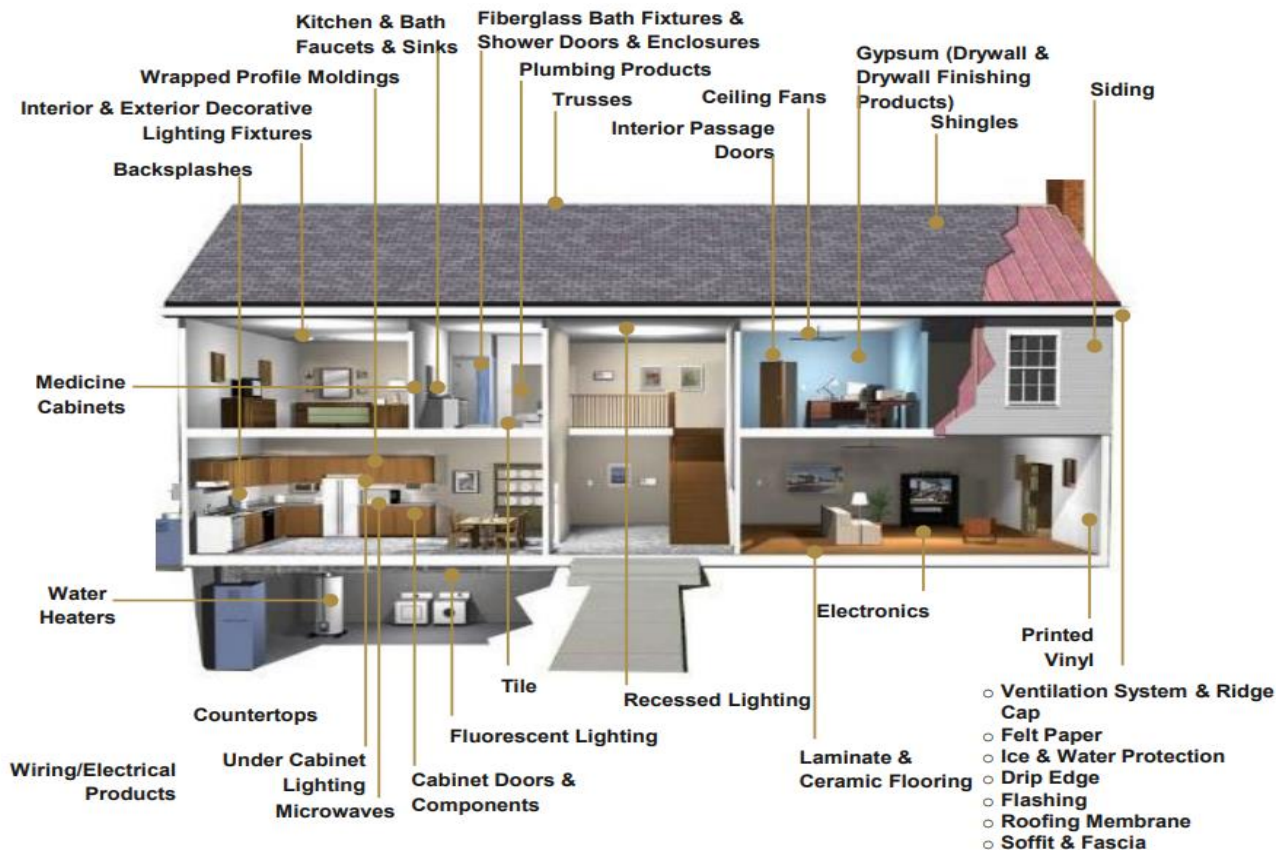 Kitchen & Bath
Faucets & Sinks
Fiberglass Bath Fixtures &
Shower Doors & Enclosures
Wrapped Profile Moldings
Plumbing Products
Gypsum (Drywall &
Drywall Finishing
Products)
Ceiling Fans
Siding
Interior & Exterior Decorative
Lighting Fixtures
Trusses
Interior Passage
Doors
Shingles
Backsplashes
Medicine
Cabinets
Water
Heaters
Electronics
Printed
Vinyl
Tile
Recessed Lighting
Countertops
Fluorescent Lighting
Wiring/Electrical
Products
Under Cabinet
Lighting
Microwaves
Cabinet Doors &
Components
Laminate &
Ceramic Flooring
○ Ventilation System & Ridge
Cap
○ Felt Paper
○ Ice & Water Protection
○ Drip Edge
○ Flashing
○ Roofing Membrane
○ Soffit & Fascia